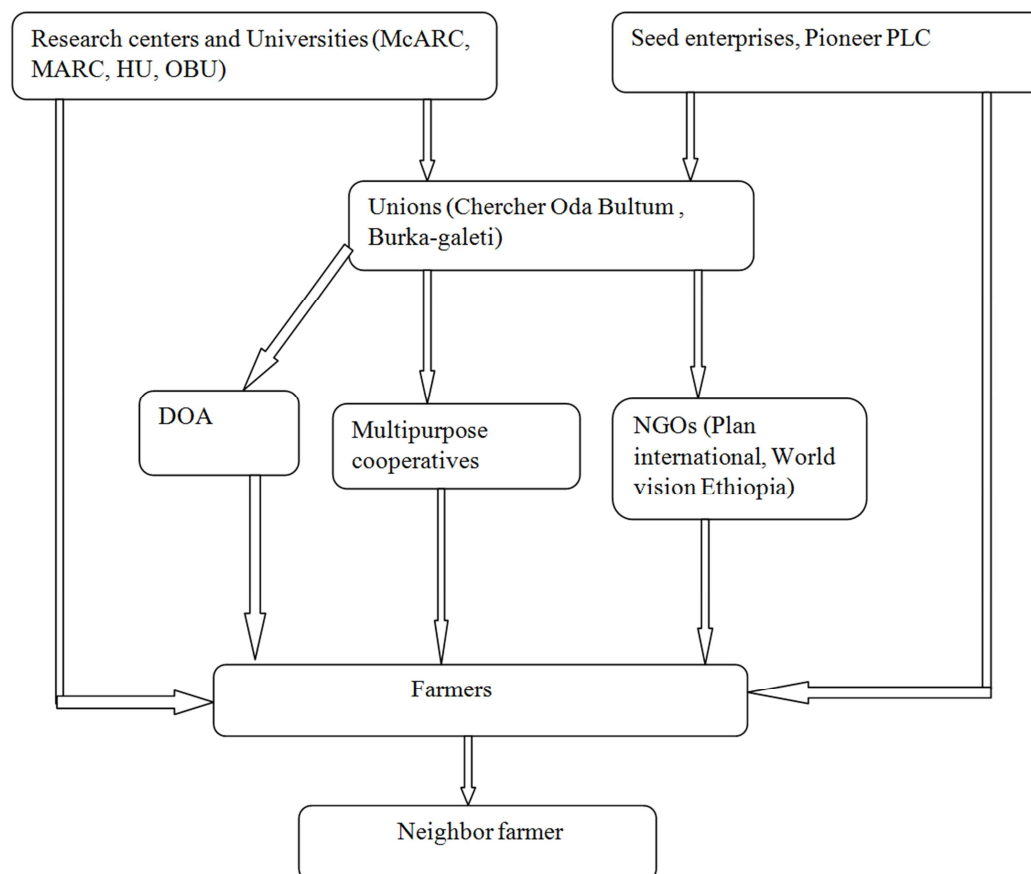 Research centers and Universities (McARC,
MARC, HU, OBU)
Seed enterprises, Pioneer PLC
Unions (Chercher Oda Bultum ,
Burka-galeti)
DOA
Multipurpose
cooperatives
NGOs (Plan
international, World
vision Ethiopia)
Farmers
Neighbor farmer